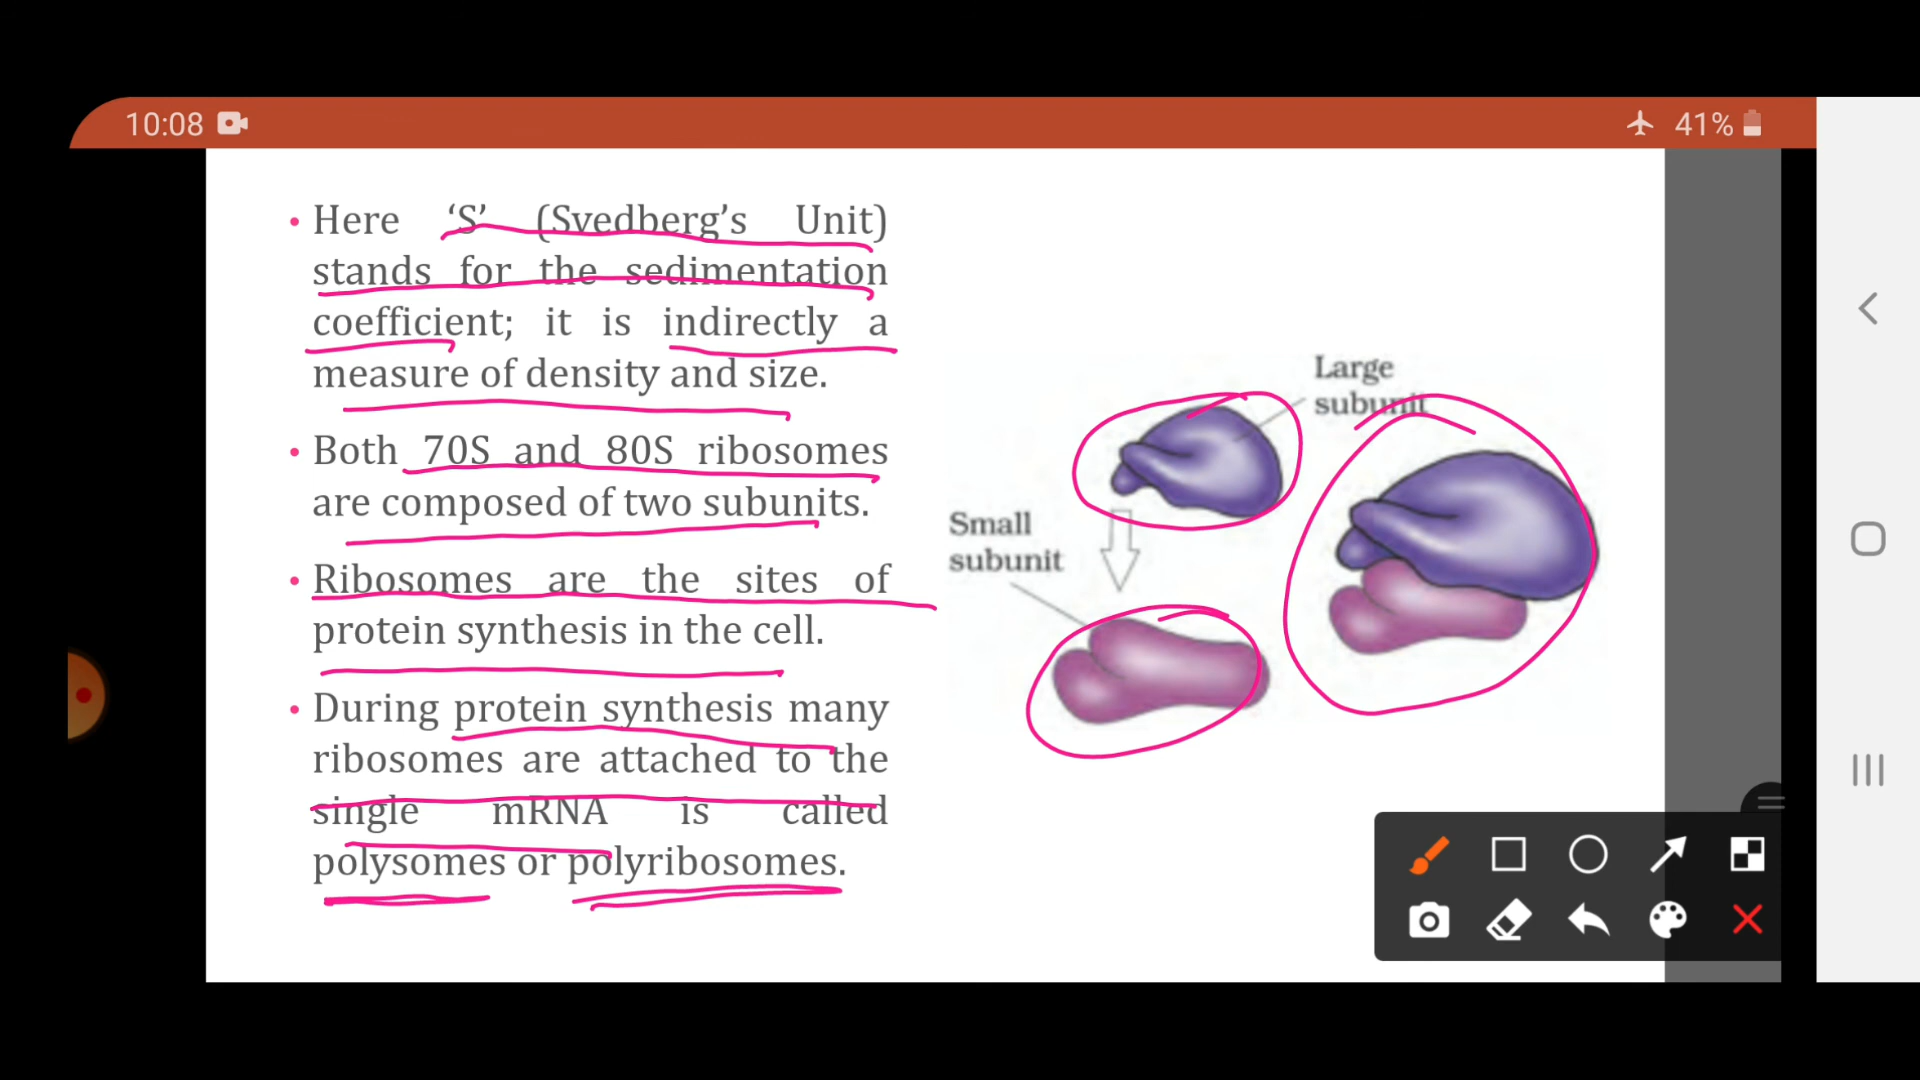 10:08
41%
• Here ‘S’ (Svedberg’s Unit)
stands for the sedimentation
coefficient; it is indirectly a
measure of density and size.
• Both 70S and 80S ribosomes
are composed of two subunits.
• Ribosomes are the sites of
protein synthesis in the cell.
• During protein synthesis many
ribosomes are attached to the
single mRNA is called
polysomes or polyribosomes.
Large
subunit
Small
subunit